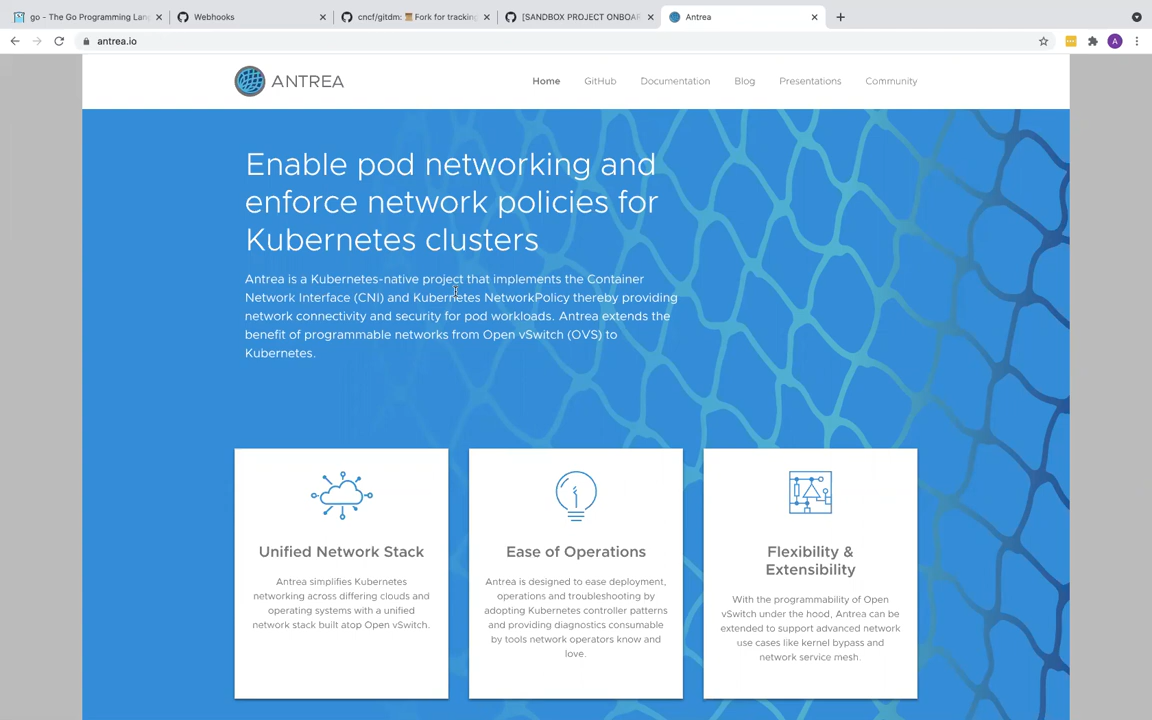 go - The Go Programming Lan
Webhooks
cncf/gitdm: Fork for tracking
[SANDBOX PROJECT ONBOAR
Antrea
antrea.io
A
ANTREA
Home
GitHub
Documentation
Blog
Presentations
Community
Enable pod networking and
enforce network policies for
Kubernetes clusters
Antrea is a Kubernetes-native project that implements the Container
Network Interface (CNI) and Kubernetes NetworkPolicy thereby providing
network connectivity and security for pod workloads. Antrea extends the
benefit of programmable networks from Open vSwitch (OVS) to
Kubernetes.
Unified Network Stack
Antrea simplifies Kubernetes
networking across differing clouds and
operating systems with a unified
network stack built atop Open vSwitch.
Ease of Operations
Antrea is designed to ease deployment,
operations and troubleshooting by
adopting Kubernetes controller patterns
and providing diagnostics consumable
by tools network operators know and
love.
Flexibility &
Extensibility
With the programmability of Open
vSwitch under the hood, Antrea can be
extended to support advanced network
use cases like kernel bypass and
network service mesh.